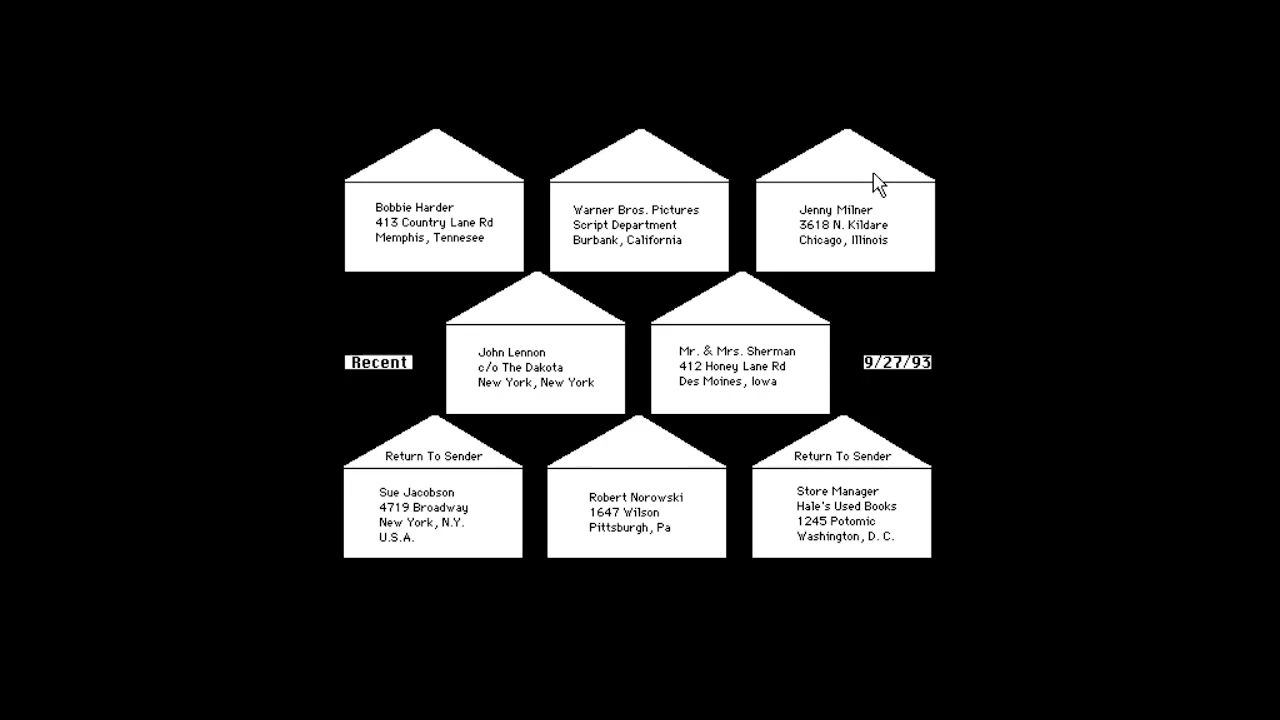 Bobbie Harder
413 Country Lane Rd
Memphis, Tennesee
Warner Bros. Pictures
Script Department
Burbank, California
Jenny Milner
3618 N. Kildare
Chicago, Illinois
Recent
John Lennon
c/o The Dakota
New York, New York
Mr. & Mrs. Sherman
412 Honey Lane Rd
Des Moines, Iowa
9/27/93
Return To Sender
Sue Jacobson
4719 Broadway
New York, N.Y.
U.S.A.
Robert Norowski
1647 Wilson
Pittsburgh, Pa
Return To Sender
Store Manager
Hale's Used Books
1245 Potomic
Washington, D. C.